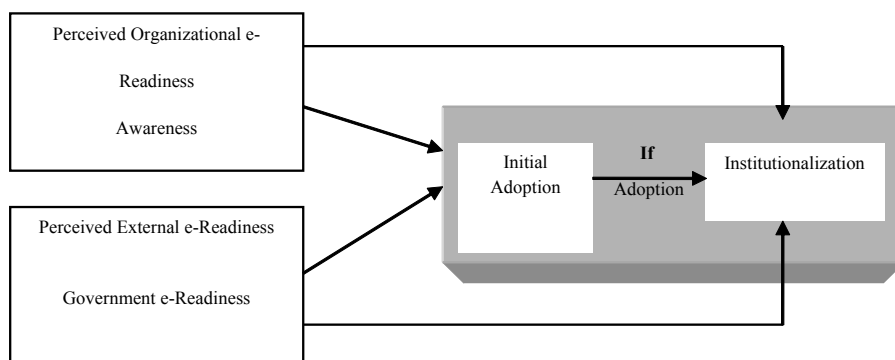 Perceived Organizational e-
Readiness
Awareness
Perceived External e-Readiness
Government e-Readiness
Initial
Adoption
If
Adoption
Institutionalization